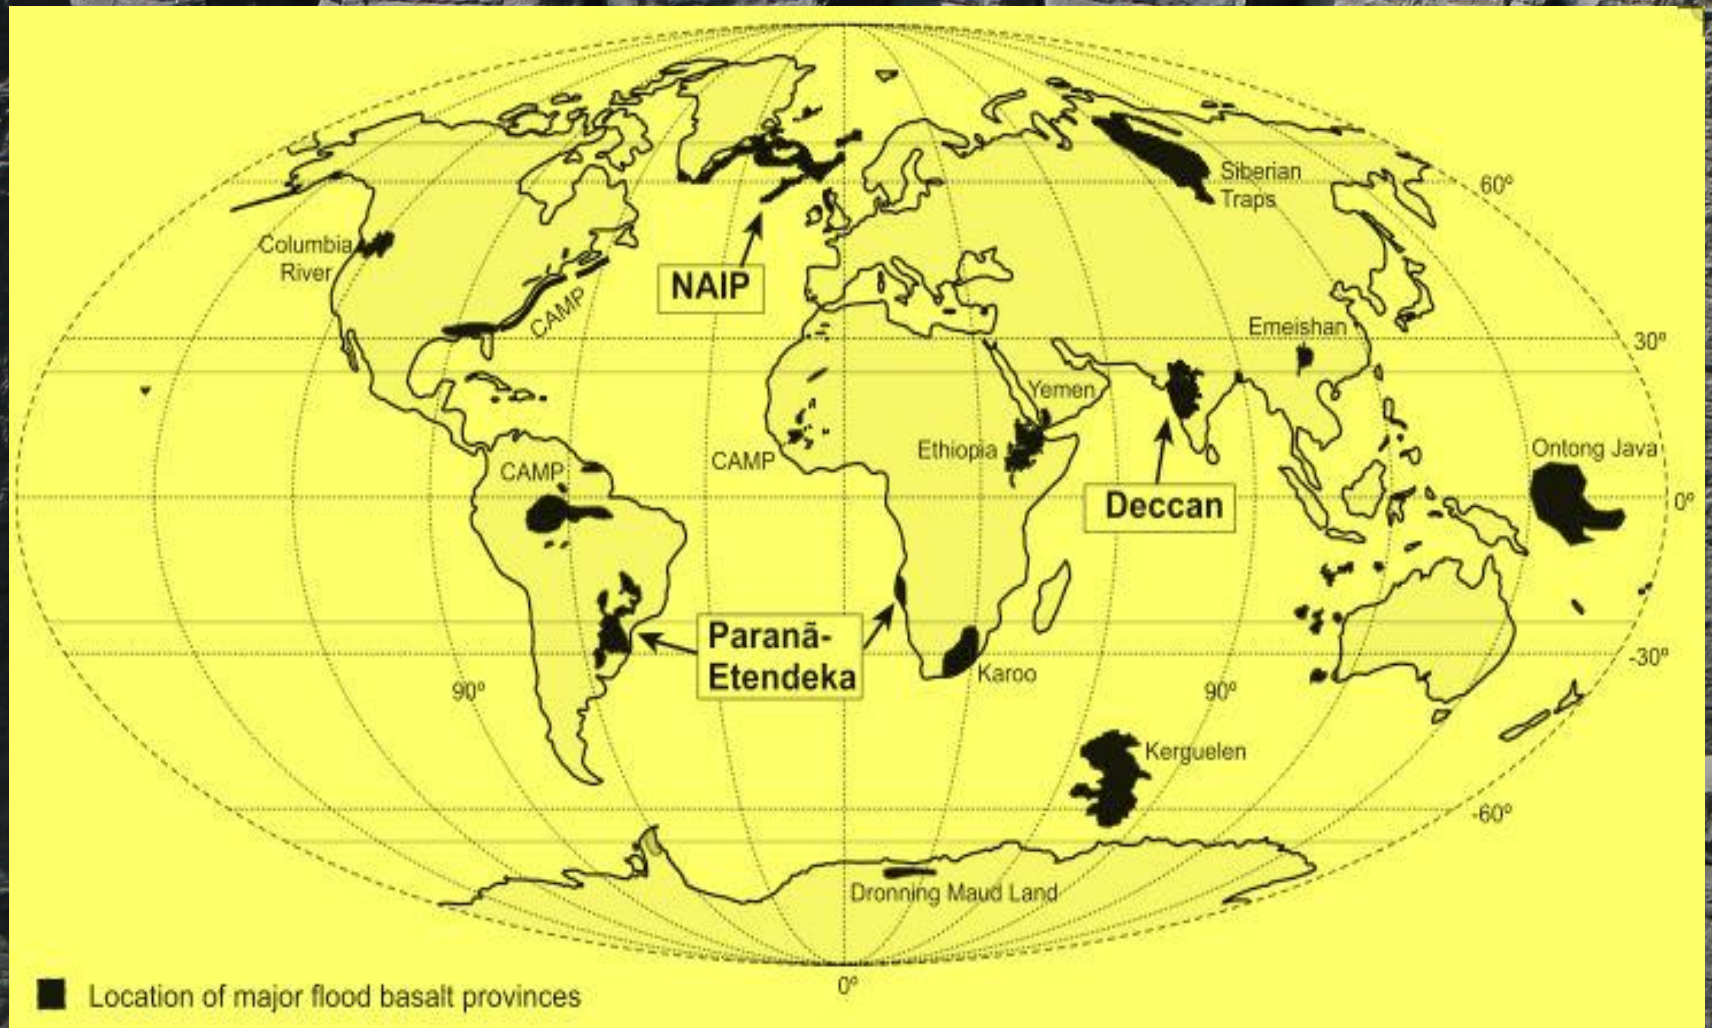 Siberian
Traps
60º
Columbia
River
NAIP
CAMP
Emeishan
30º
Yemen
Ethiopia
CAMP
CAMP
Ontong Java
Deccan
0º
Paranã-
Etendeka
Karoo
-30º
90º
90º
Kerguelen
-60º
Dronning Maud Land
0º
Location of major flood basalt provinces